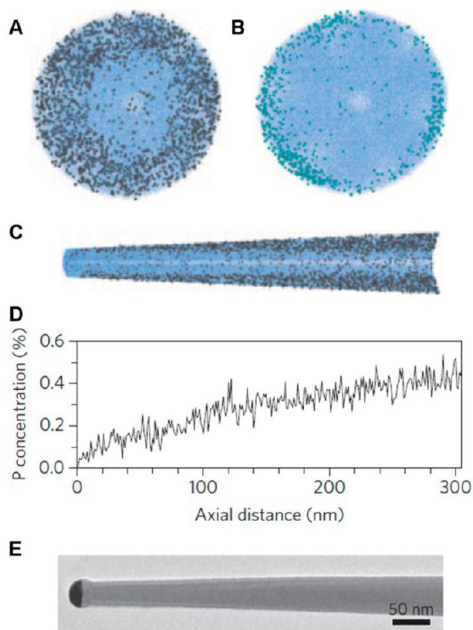 A
B
C
D
P concentration (%)
0.6
0.4
0.2
0.0
0
100
200
300
Axial distance (nm)
E
50 nm